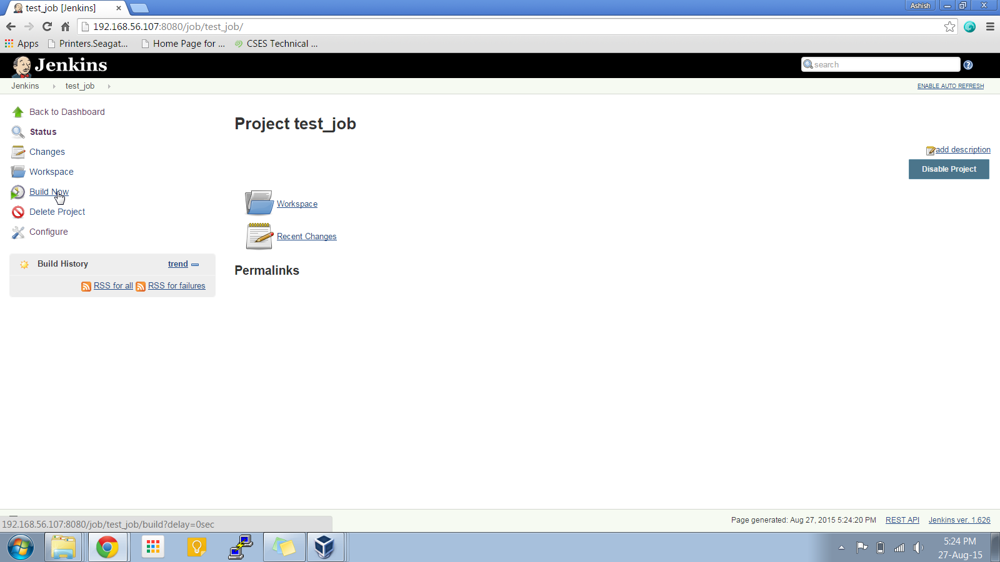 test_job [Jenkins]
Ashish
192.168.56.107:8080/job/test_job/
Apps
Printers.Seagat...
Home Page for ...
CSES Technical ...
Jenkins
search
Jenkins
test_job
ENABLE AUTO REFRESH
Back to Dashboard
Status
Changes
Workspace
Build Now
Delete Project
Configure
Build History
trend
RSS for all
RSS for failures
Project test_job
add description
Disable Project
Workspace
Recent Changes
Permalinks
192.168.56.107:8080/job/test_job/build?delay=0sec
Page generated: Aug 27, 2015 5:24:20 PM
REST API
Jenkins ver. 1.626
5:24 PM
27-Aug-15